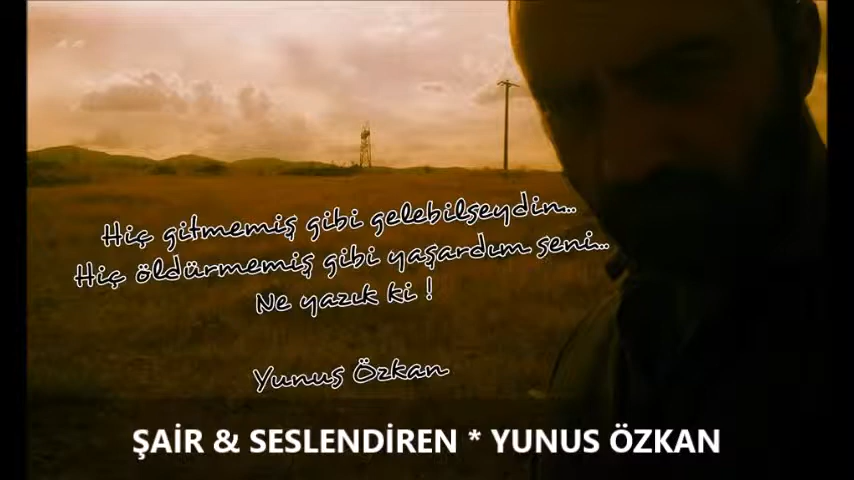 Hiç gitmemiş gibi gelebilseydin...
Hiç öldürmemiş gibi yaşardım seni...
Ne yazık ki !
Yunus Özkan
ŞAİR & SESLENDİREN * YUNUS ÖZKAN